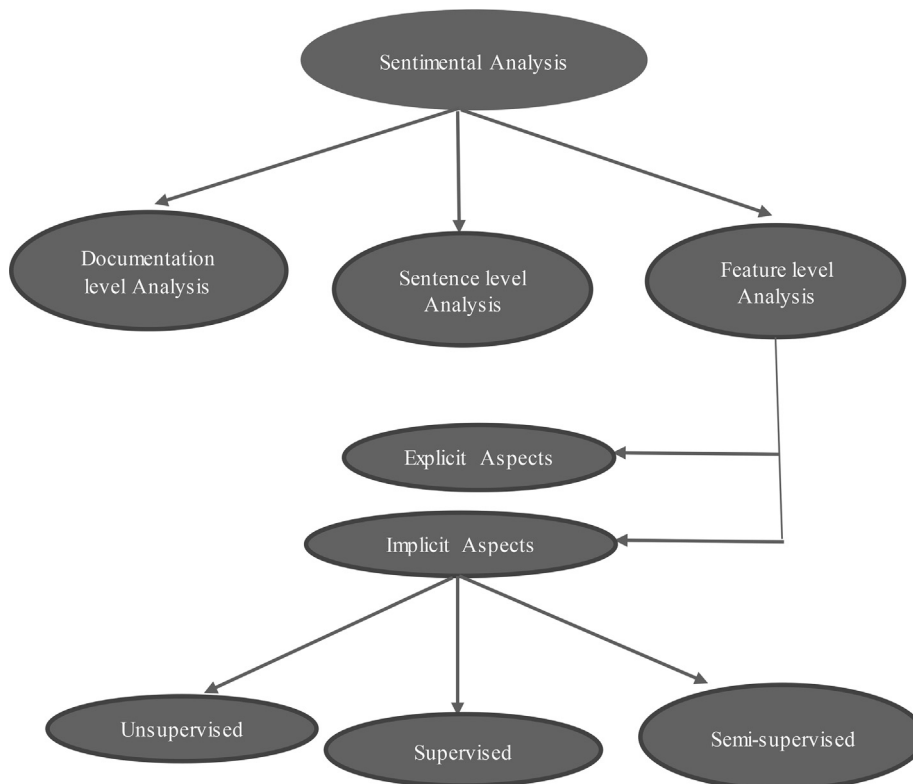 Sentimental Analysis
Documentation
level Analysis
Sentence level
Analysis
Feature level
Analysis
Explicit Aspects
Implicit Aspects
Unsupervised
Supervised
Semi-supervised